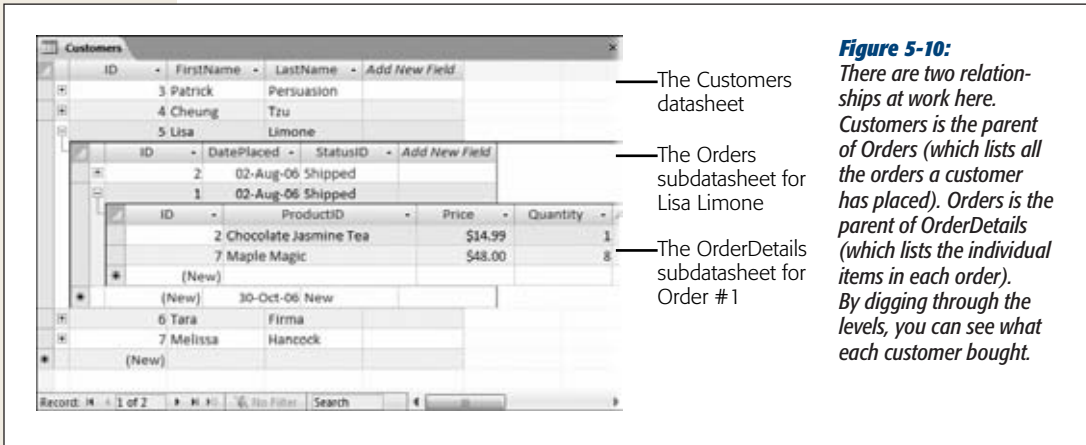 Customers
ID FirstName LastName Add New Field
3 Patrick Persuasion
4 Cheung Tzu
5 Lisa Limone
ID DatePlaced StatusID Add New Field
2 02-Aug-06 Shipped
1 02-Aug-06 Shipped
ID ProductID Price Quantity
2 Chocolate Jasmine Tea $14.99 1
7 Maple Magic $48.00 8
(New)
(New) 30-Oct-06 New
6 Tara Firma
7 Melissa Hancock
(New)
Record: 1 of 2 No Filter Search
The Customers
datasheet
The Orders
subdatasheet for
Lisa Limone
The OrderDetails
subdatasheet for
Order #1
Figure 5-10:
There are two relation-
ships at work here.
Customers is the parent
of Orders (which lists all
the orders a customer
has placed). Orders is the
parent of OrderDetails
(which lists the individual
items in each order).
By digging through the
levels, you can see what
each customer bought.